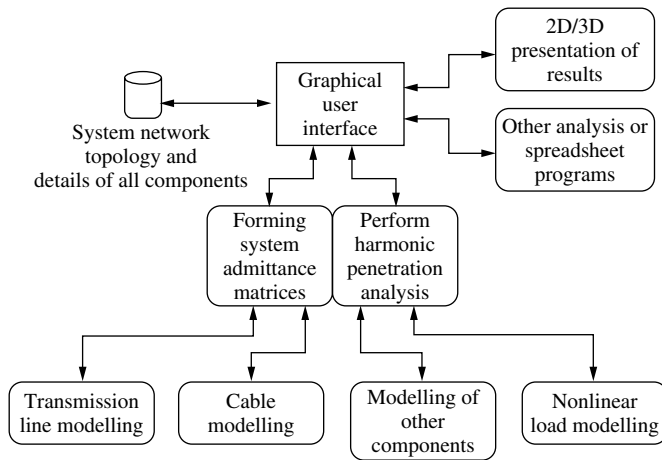 2D/3D
presentation of
results
Graphical
user
interface
System network
topology and
details of all components
Other analysis or
spreadsheet
programs
Forming
system
admittance
matrices
Perform
harmonic
penetration
analysis
Transmission
line modelling
Cable
modelling
Modelling of
other
components
Nonlinear
load modelling